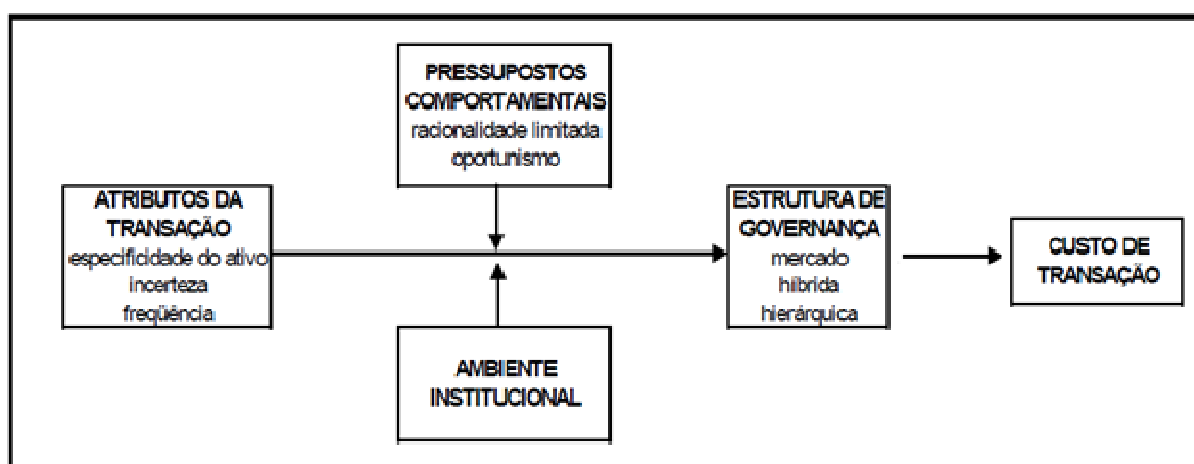 PRESSUPOSTOS
COMPORTAMENTAIS
racionalidade limitada
oportunismo
ATRIBUTOS DA
TRANSAÇÃO
especificidade do ativo
incerteza
freqüência
ESTRUTURA DE
GOVERNANÇA
mercado
híbrida
hierárquica
CUSTO DE
TRANSAÇÃO
AMBIENTE
INSTITUCIONAL